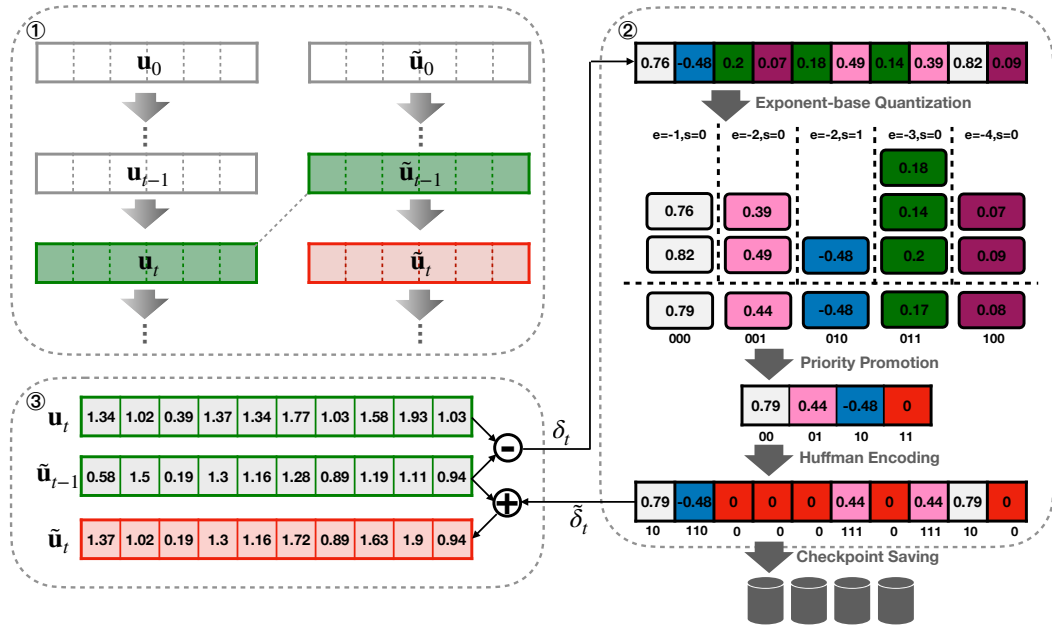 ①
𝐮₀ ũ₀
⋮ ⋮
𝐮ₜ₋₁ ũₜ₋₁
𝐮ₜ ũₜ
⋮ ⋮
②
0.76 -0.48 0.2 0.07 0.18 0.49 0.14 0.39 0.82 0.09
Exponent-base Quantization
e=-1,s=0 e=-2,s=0 e=-2,s=1 e=-3,s=0 e=-4,s=0
0.18
0.76 0.39 0.14 0.07
0.82 0.49 -0.48 0.2 0.09
0.79 0.44 -0.48 0.17 0.08
000 001 010 011 100
Priority Promotion
0.79 0.44 -0.48 0
00 01 10 11
Huffman Encoding
0.79 -0.48 0 0 0 0.44 0 0.44 0.79 0
10 110 0 0 0 111 0 111 10 0
Checkpoint Saving
③
𝐮ₜ 1.34 1.02 0.39 1.37 1.34 1.77 1.03 1.58 1.93 1.03
- δₜ
ũₜ₋₁ 0.58 1.5 0.19 1.3 1.16 1.28 0.89 1.19 1.11 0.94
+ δ̃ₜ
ũₜ 1.37 1.02 0.19 1.3 1.16 1.72 0.89 1.63 1.9 0.94